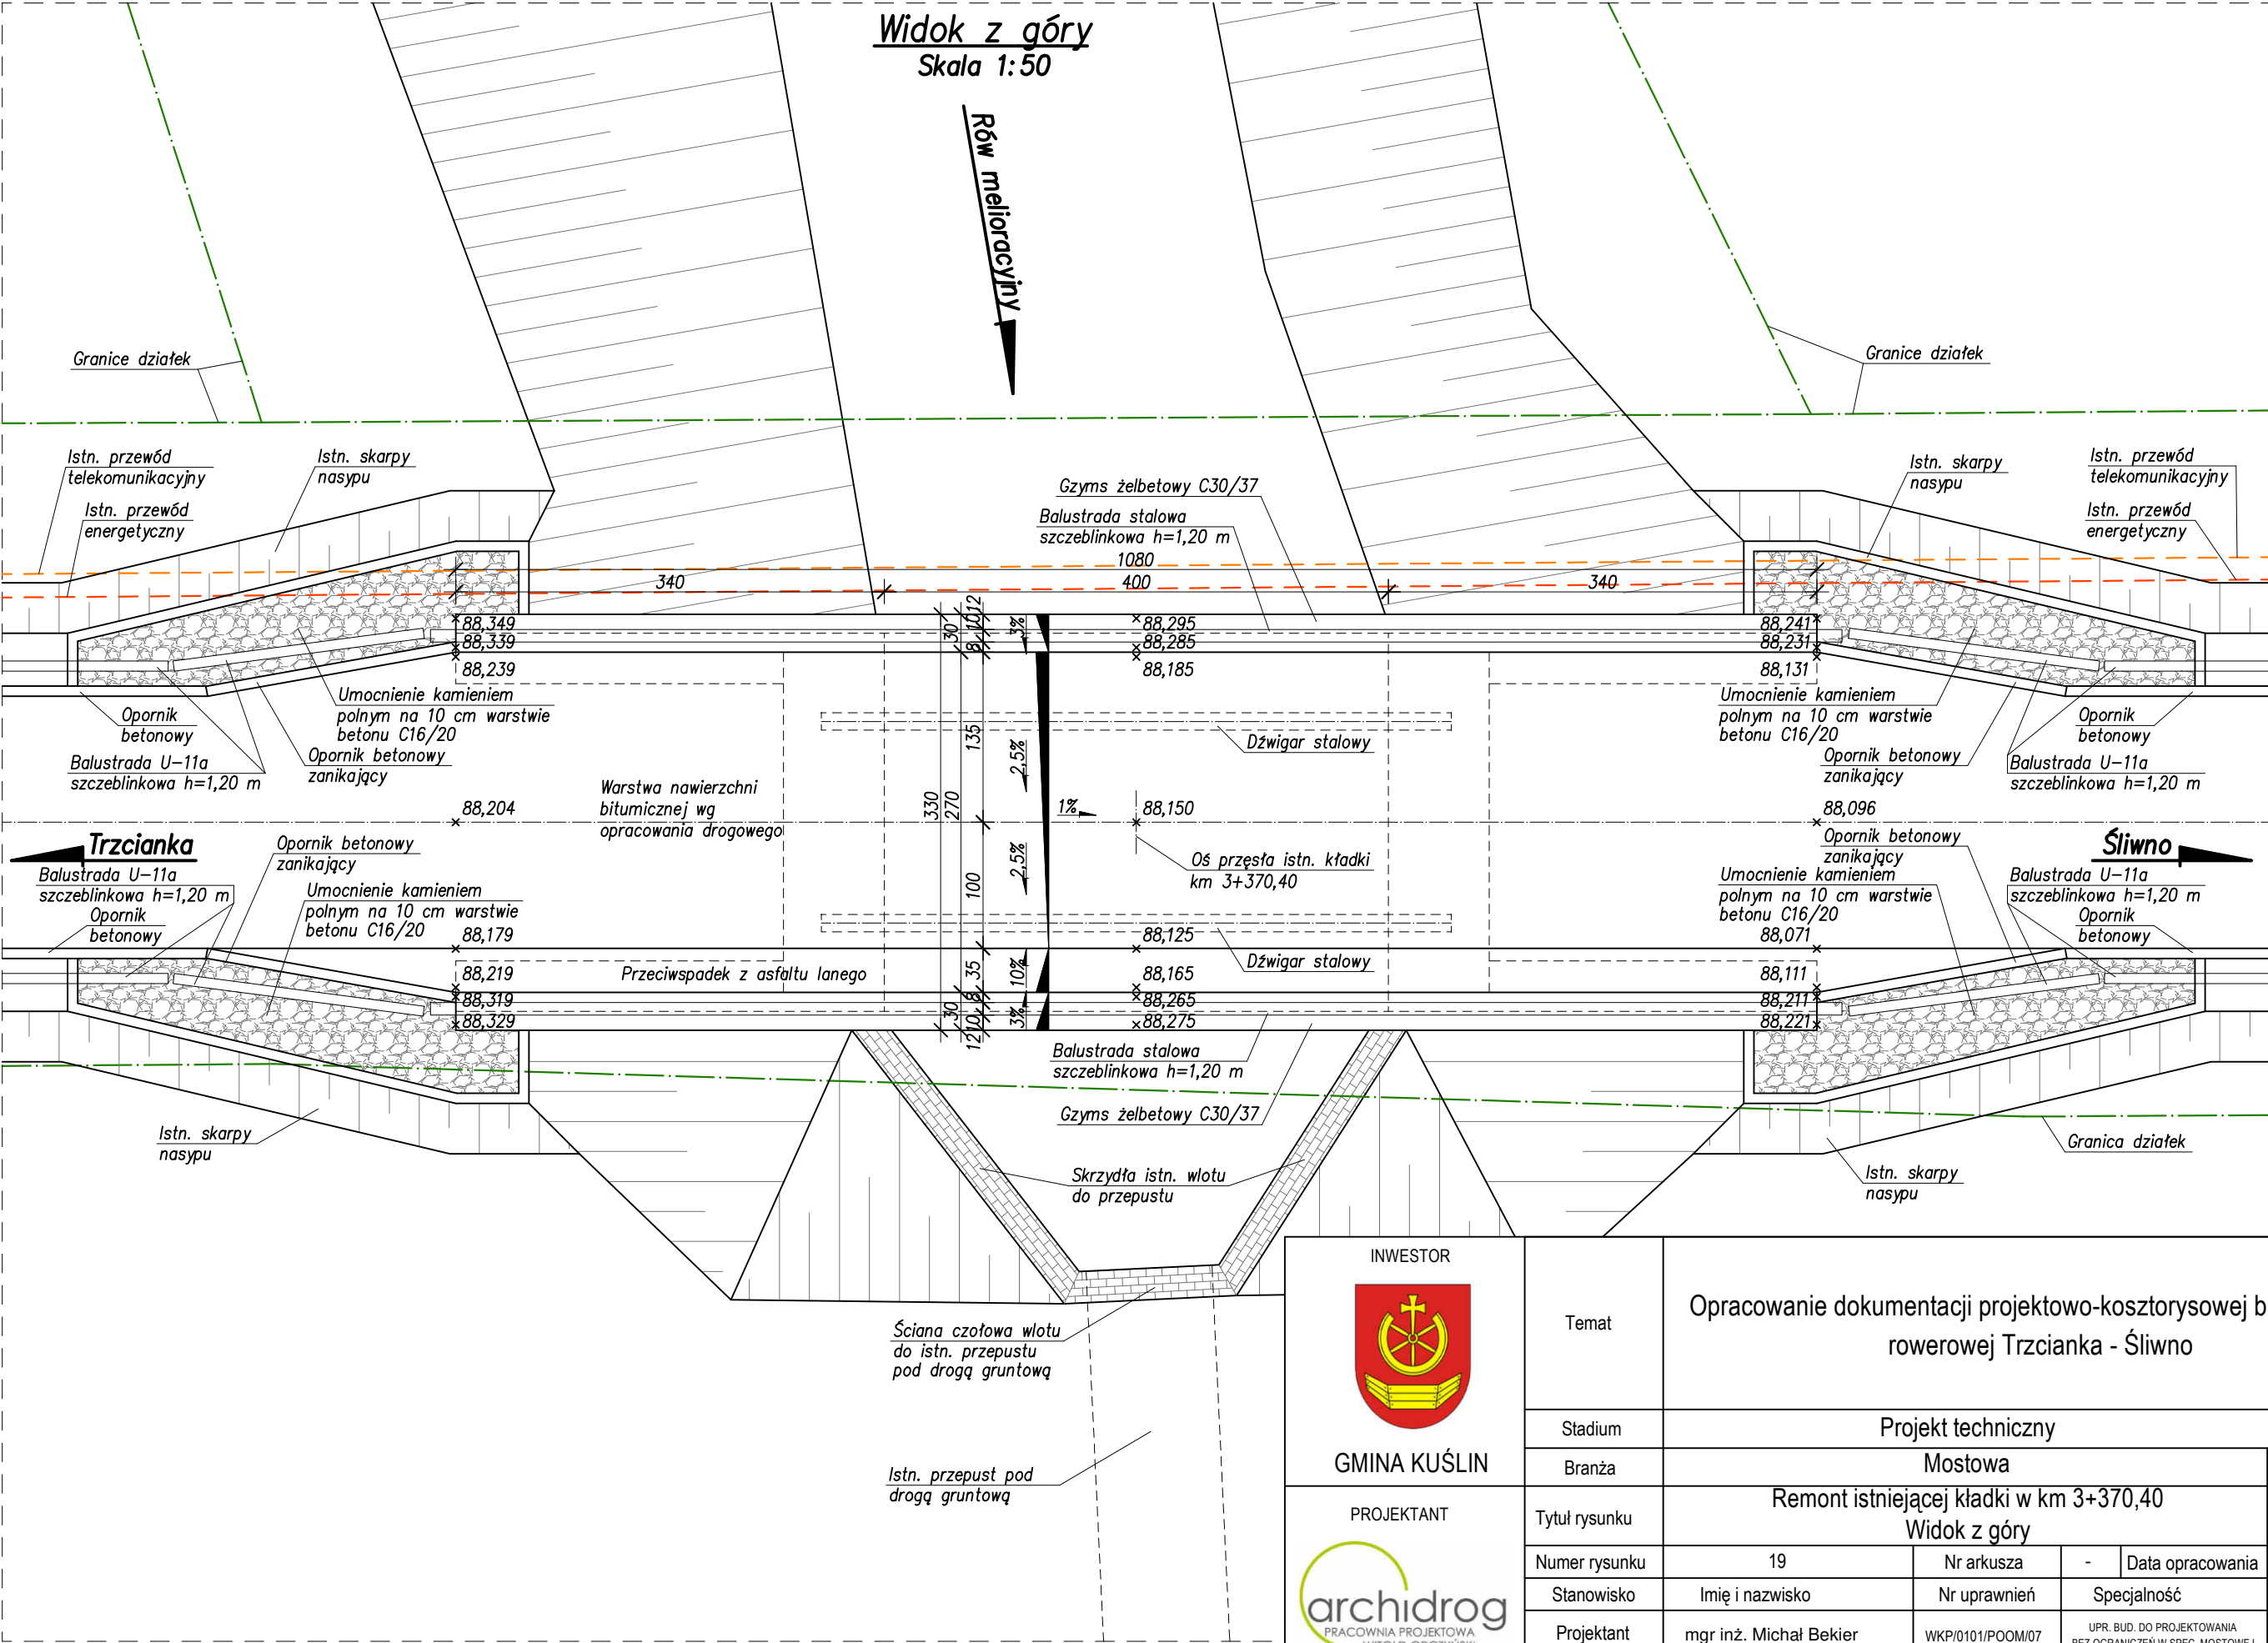 Widok z góry
Skala 1:50
Rów melioracyjny
Granice działek
Granice działek
Istn. przewód
telekomunikacyjny
Istn. przewód
energetyczny
Istn. skarpy
nasypu
Gzyms żelbetowy C30/37
Balustrada stalowa
szczeblinkowa h=1,20 m
Istn. skarpy
nasypu
Istn. przewód
telekomunikacyjny
Istn. przewód
energetyczny
1080
340
400
340
88,349
88,339
88,239
30
8
10
12
3%
88,295
88,285
88,185
88,241
88,231
88,131
Umocnienie kamieniem
polnym na 10 cm warstwie
betonu C16/20
Opornik
betonowy
Opornik betonowy
zanikający
Balustrada U-11a
szczeblinkowa h=1,20 m
Warstwa nawierzchni
bitumicznej wg
opracowania drogowego
135
2,5%
Dźwigar stalowy
Umocnienie kamieniem
polnym na 10 cm warstwie
betonu C16/20
Opornik
betonowy
Opornik betonowy
zanikający
Balustrada U-11a
szczeblinkowa h=1,20 m
88,204
330
270
1%
88,150
88,096
Trzcianka
Śliwno
Opornik betonowy
zanikający
Balustrada U-11a
szczeblinkowa h=1,20 m
Umocnienie kamieniem
polnym na 10 cm warstwie
betonu C16/20
Opornik
betonowy
100
2,5%
Oś przęsła istn. kładki
km 3+370,40
Opornik betonowy
zanikający
Umocnienie kamieniem
polnym na 10 cm warstwie
betonu C16/20
Balustrada U-11a
szczeblinkowa h=1,20 m
Opornik
betonowy
88,179
88,219
88,319
88,329
Przeciwspadek z asfaltu lanego
35
8
30
10
12
10%
3%
88,125
88,165
88,265
88,275
Dźwigar stalowy
88,071
88,111
88,211
88,221
Balustrada stalowa
szczeblinkowa h=1,20 m
Gzyms żelbetowy C30/37
Istn. skarpy
nasypu
Skrzydła istn. wlotu
do przepustu
Granica działek
Istn. skarpy
nasypu
Ściana czołowa wlotu
do istn. przepustu
pod drogą gruntową
Istn. przepust pod
drogą gruntową
INWESTOR
GMINA KUŚLIN
PROJEKTANT
archidrog
PRACOWNIA PROJEKTOWA
Temat
Opracowanie dokumentacji projektowo-kosztorysowej b
rowerowej Trzcianka - Śliwno
Stadium
Projekt techniczny
Branża
Mostowa
Tytuł rysunku
Remont istniejącej kładki w km 3+370,40
Widok z góry
Numer rysunku
19
Nr arkusza
-
Data opracowania
Stanowisko
Imię i nazwisko
Nr uprawnień
Specjalność
Projektant
mgr inż. Michał Bekier
WKP/0101/POOM/07
UPR. BUD. DO PROJEKTOWANIA